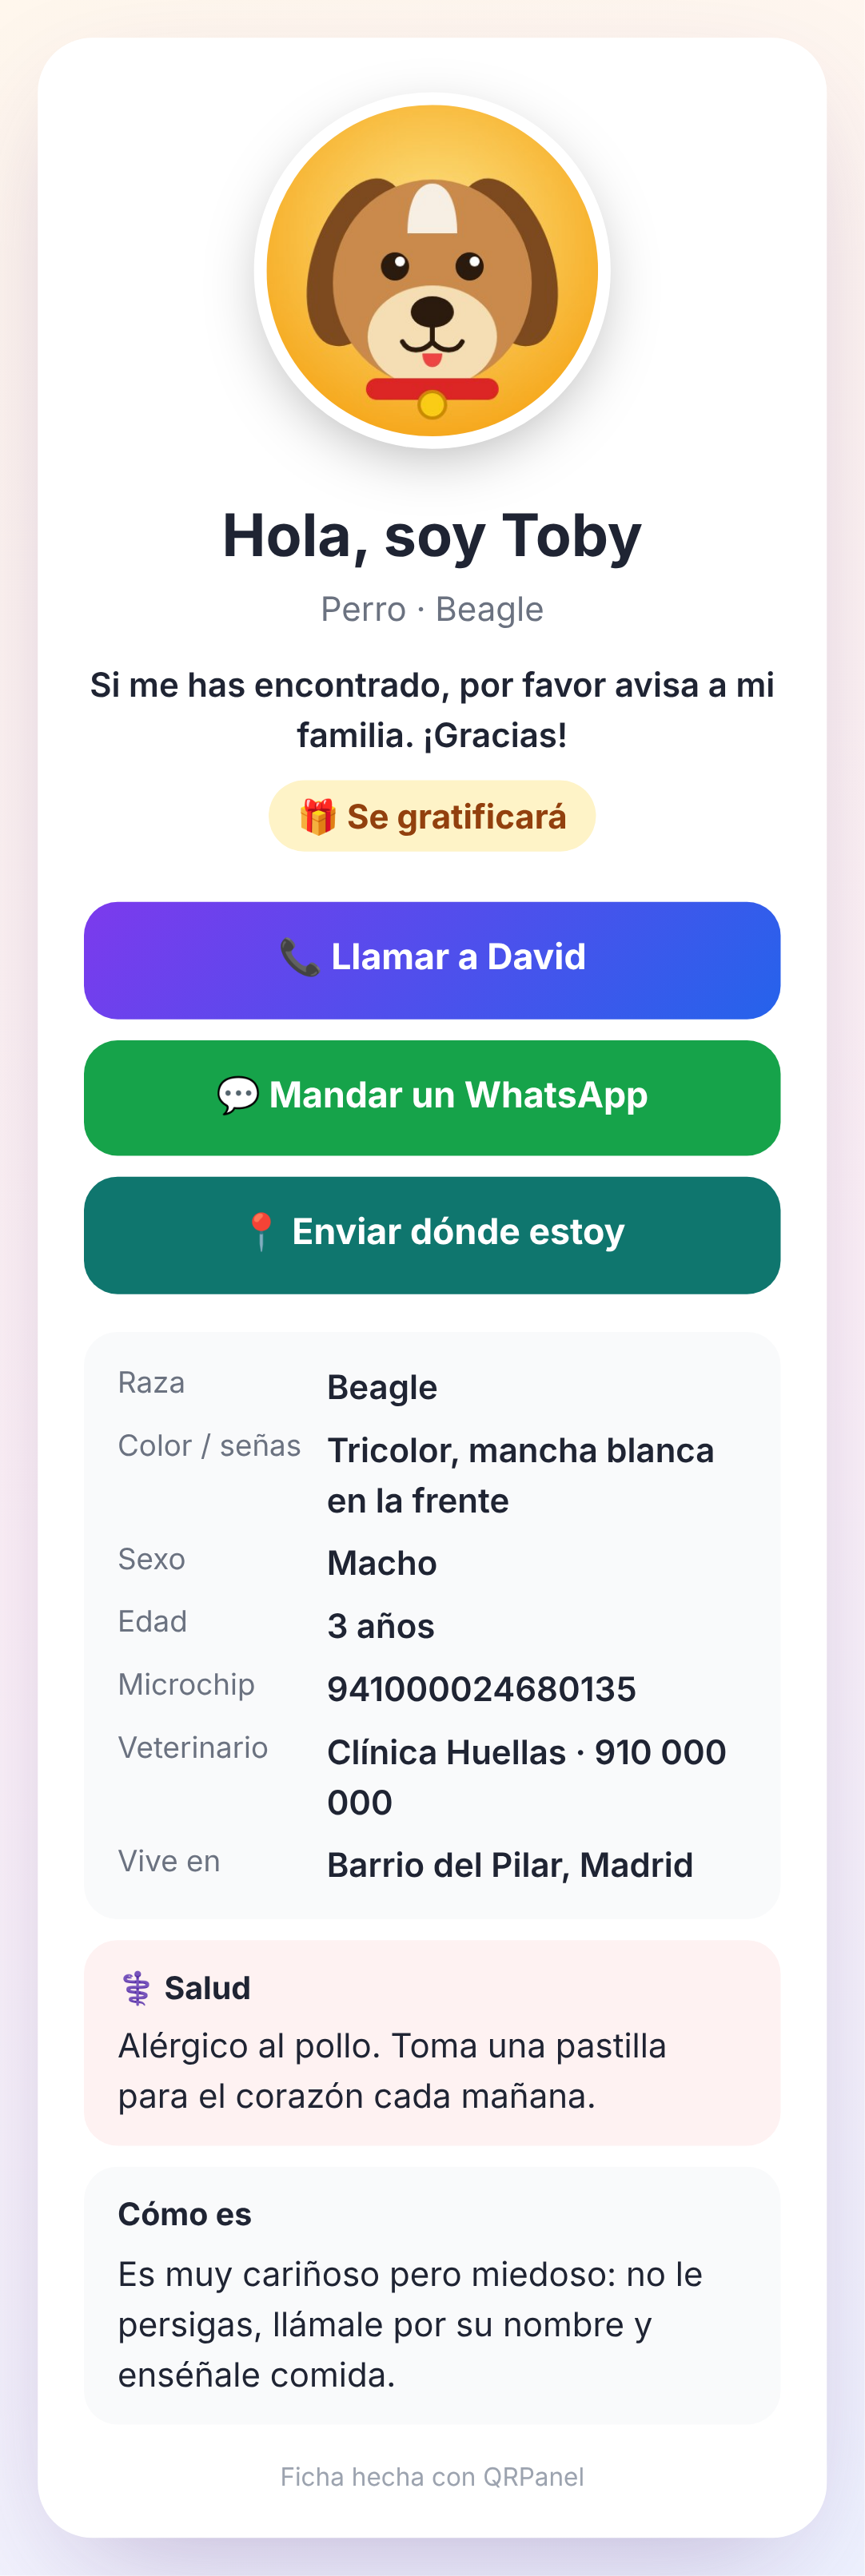 Hola, soy Toby
Perro · Beagle
Si me has encontrado, por favor avisa a mi
familia. ¡Gracias!
🎁 Se gratificará
📞 Llamar a David
💬 Mandar un WhatsApp
📍 Enviar dónde estoy
Raza Beagle
Color / señas Tricolor, mancha blanca
en la frente
Sexo Macho
Edad 3 años
Microchip 941000024680135
Veterinario Clínica Huellas · 910 000
000
Vive en Barrio del Pilar, Madrid
⚕️ Salud
Alérgico al pollo. Toma una pastilla
para el corazón cada mañana.
Cómo es
Es muy cariñoso pero miedoso: no le
persigas, llámale por su nombre y
enséñale comida.
Ficha hecha con QRPanel